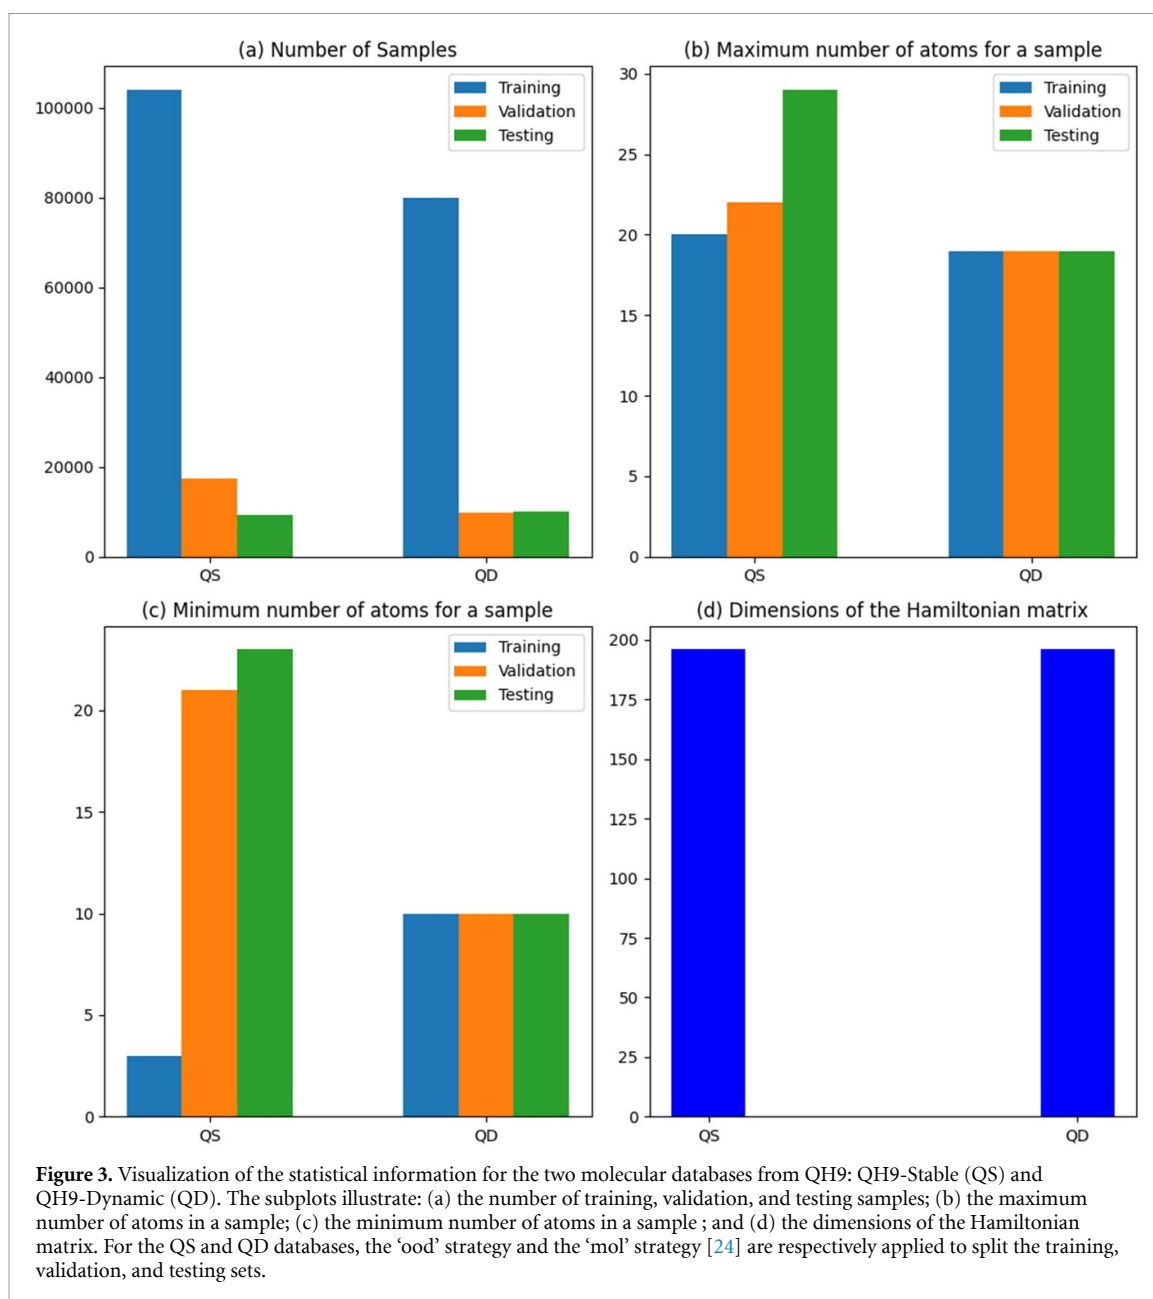 (a) Number of Samples
100000
80000
60000
40000
20000
0
QS
QD
Training
Validation
Testing
(b) Maximum number of atoms for a sample
30
25
20
15
10
5
0
QS
QD
Training
Validation
Testing
(c) Minimum number of atoms for a sample
20
15
10
5
0
QS
QD
Training
Validation
Testing
(d) Dimensions of the Hamiltonian matrix
200
175
150
125
100
75
50
25
0
QS
QD
Figure 3. Visualization of the statistical information for the two molecular databases from QH9: QH9-Stable (QS) and
QH9-Dynamic (QD). The subplots illustrate: (a) the number of training, validation, and testing samples; (b) the maximum
number of atoms in a sample; (c) the minimum number of atoms in a sample ; and (d) the dimensions of the Hamiltonian
matrix. For the QS and QD databases, the ‘ood’ strategy and the ‘mol’ strategy [24] are respectively applied to split the training,
validation, and testing sets.